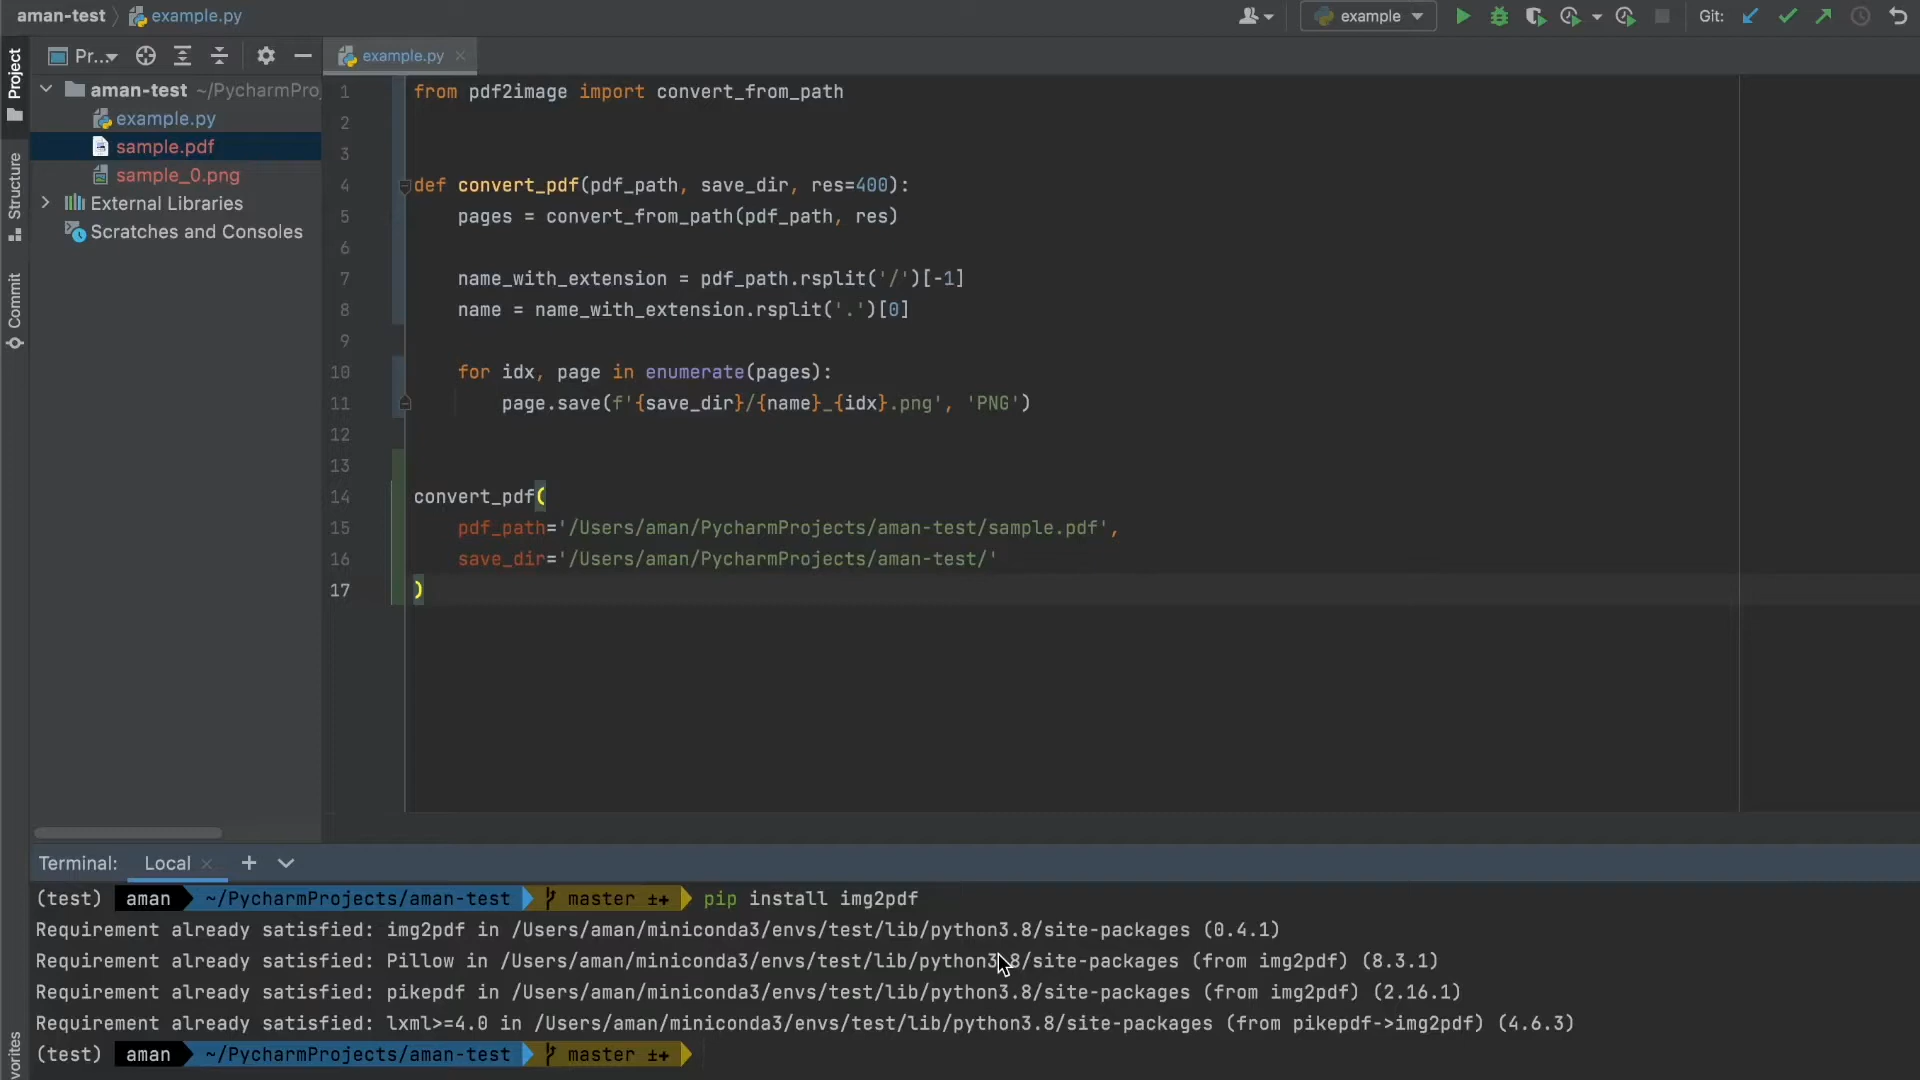 aman-test
example.py
example
Git:
Project
Structure
Commit
vorites
Pr...
aman-test ~/PycharmPro
example.py
sample.pdf
sample_0.png
External Libraries
Scratches and Consoles
example.py
1 from pdf2image import convert_from_path
2
3
4 def convert_pdf(pdf_path, save_dir, res=400):
5 pages = convert_from_path(pdf_path, res)
6
7 name_with_extension = pdf_path.rsplit('/')[-1]
8 name = name_with_extension.rsplit('.')[0]
9
10 for idx, page in enumerate(pages):
11 page.save(f'{save_dir}/{name}_{idx}.png', 'PNG')
12
13
14 convert_pdf(
15 pdf_path='/Users/aman/PycharmProjects/aman-test/sample.pdf',
16 save_dir='/Users/aman/PycharmProjects/aman-test/'
17 )
Terminal: Local
(test) aman ~/PycharmProjects/aman-test master ±+ pip install img2pdf
Requirement already satisfied: img2pdf in /Users/aman/miniconda3/envs/test/lib/python3.8/site-packages (0.4.1)
Requirement already satisfied: Pillow in /Users/aman/miniconda3/envs/test/lib/python3.8/site-packages (from img2pdf) (8.3.1)
Requirement already satisfied: pikepdf in /Users/aman/miniconda3/envs/test/lib/python3.8/site-packages (from img2pdf) (2.16.1)
Requirement already satisfied: lxml>=4.0 in /Users/aman/miniconda3/envs/test/lib/python3.8/site-packages (from pikepdf->img2pdf) (4.6.3)
(test) aman ~/PycharmProjects/aman-test master ±+